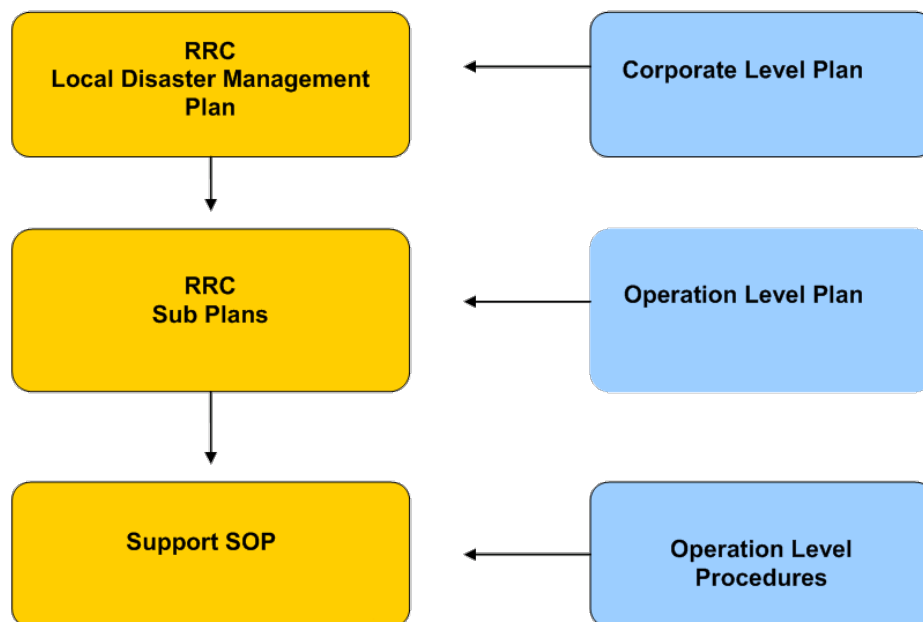 RRC
Local Disaster Management
Plan
Corporate Level Plan
RRC
Sub Plans
Operation Level Plan
Support SOP
Operation Level
Procedures